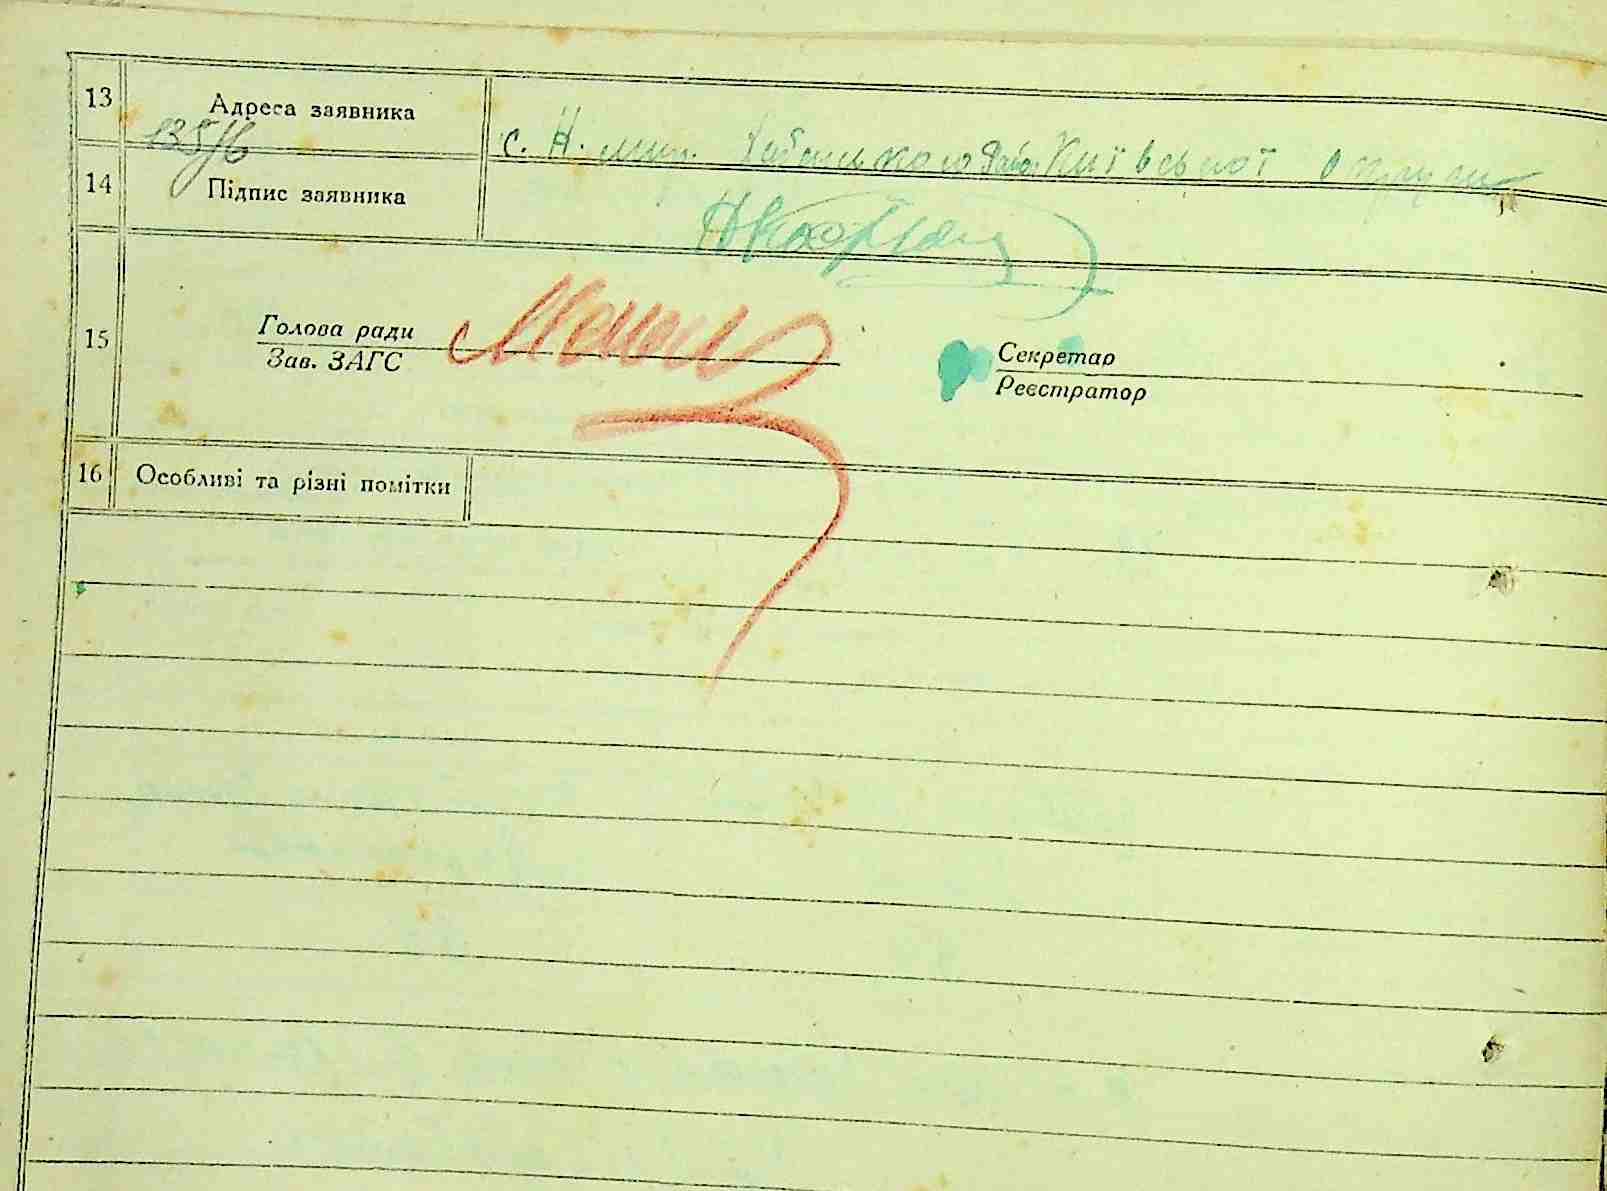 13 Адреса заявника с. Н. Київської Округи
135/6
14 Підпис заявника
15 Голова ради Секретар
Зав. ЗАГС Реєстратор
16 Особливі та різні помітки